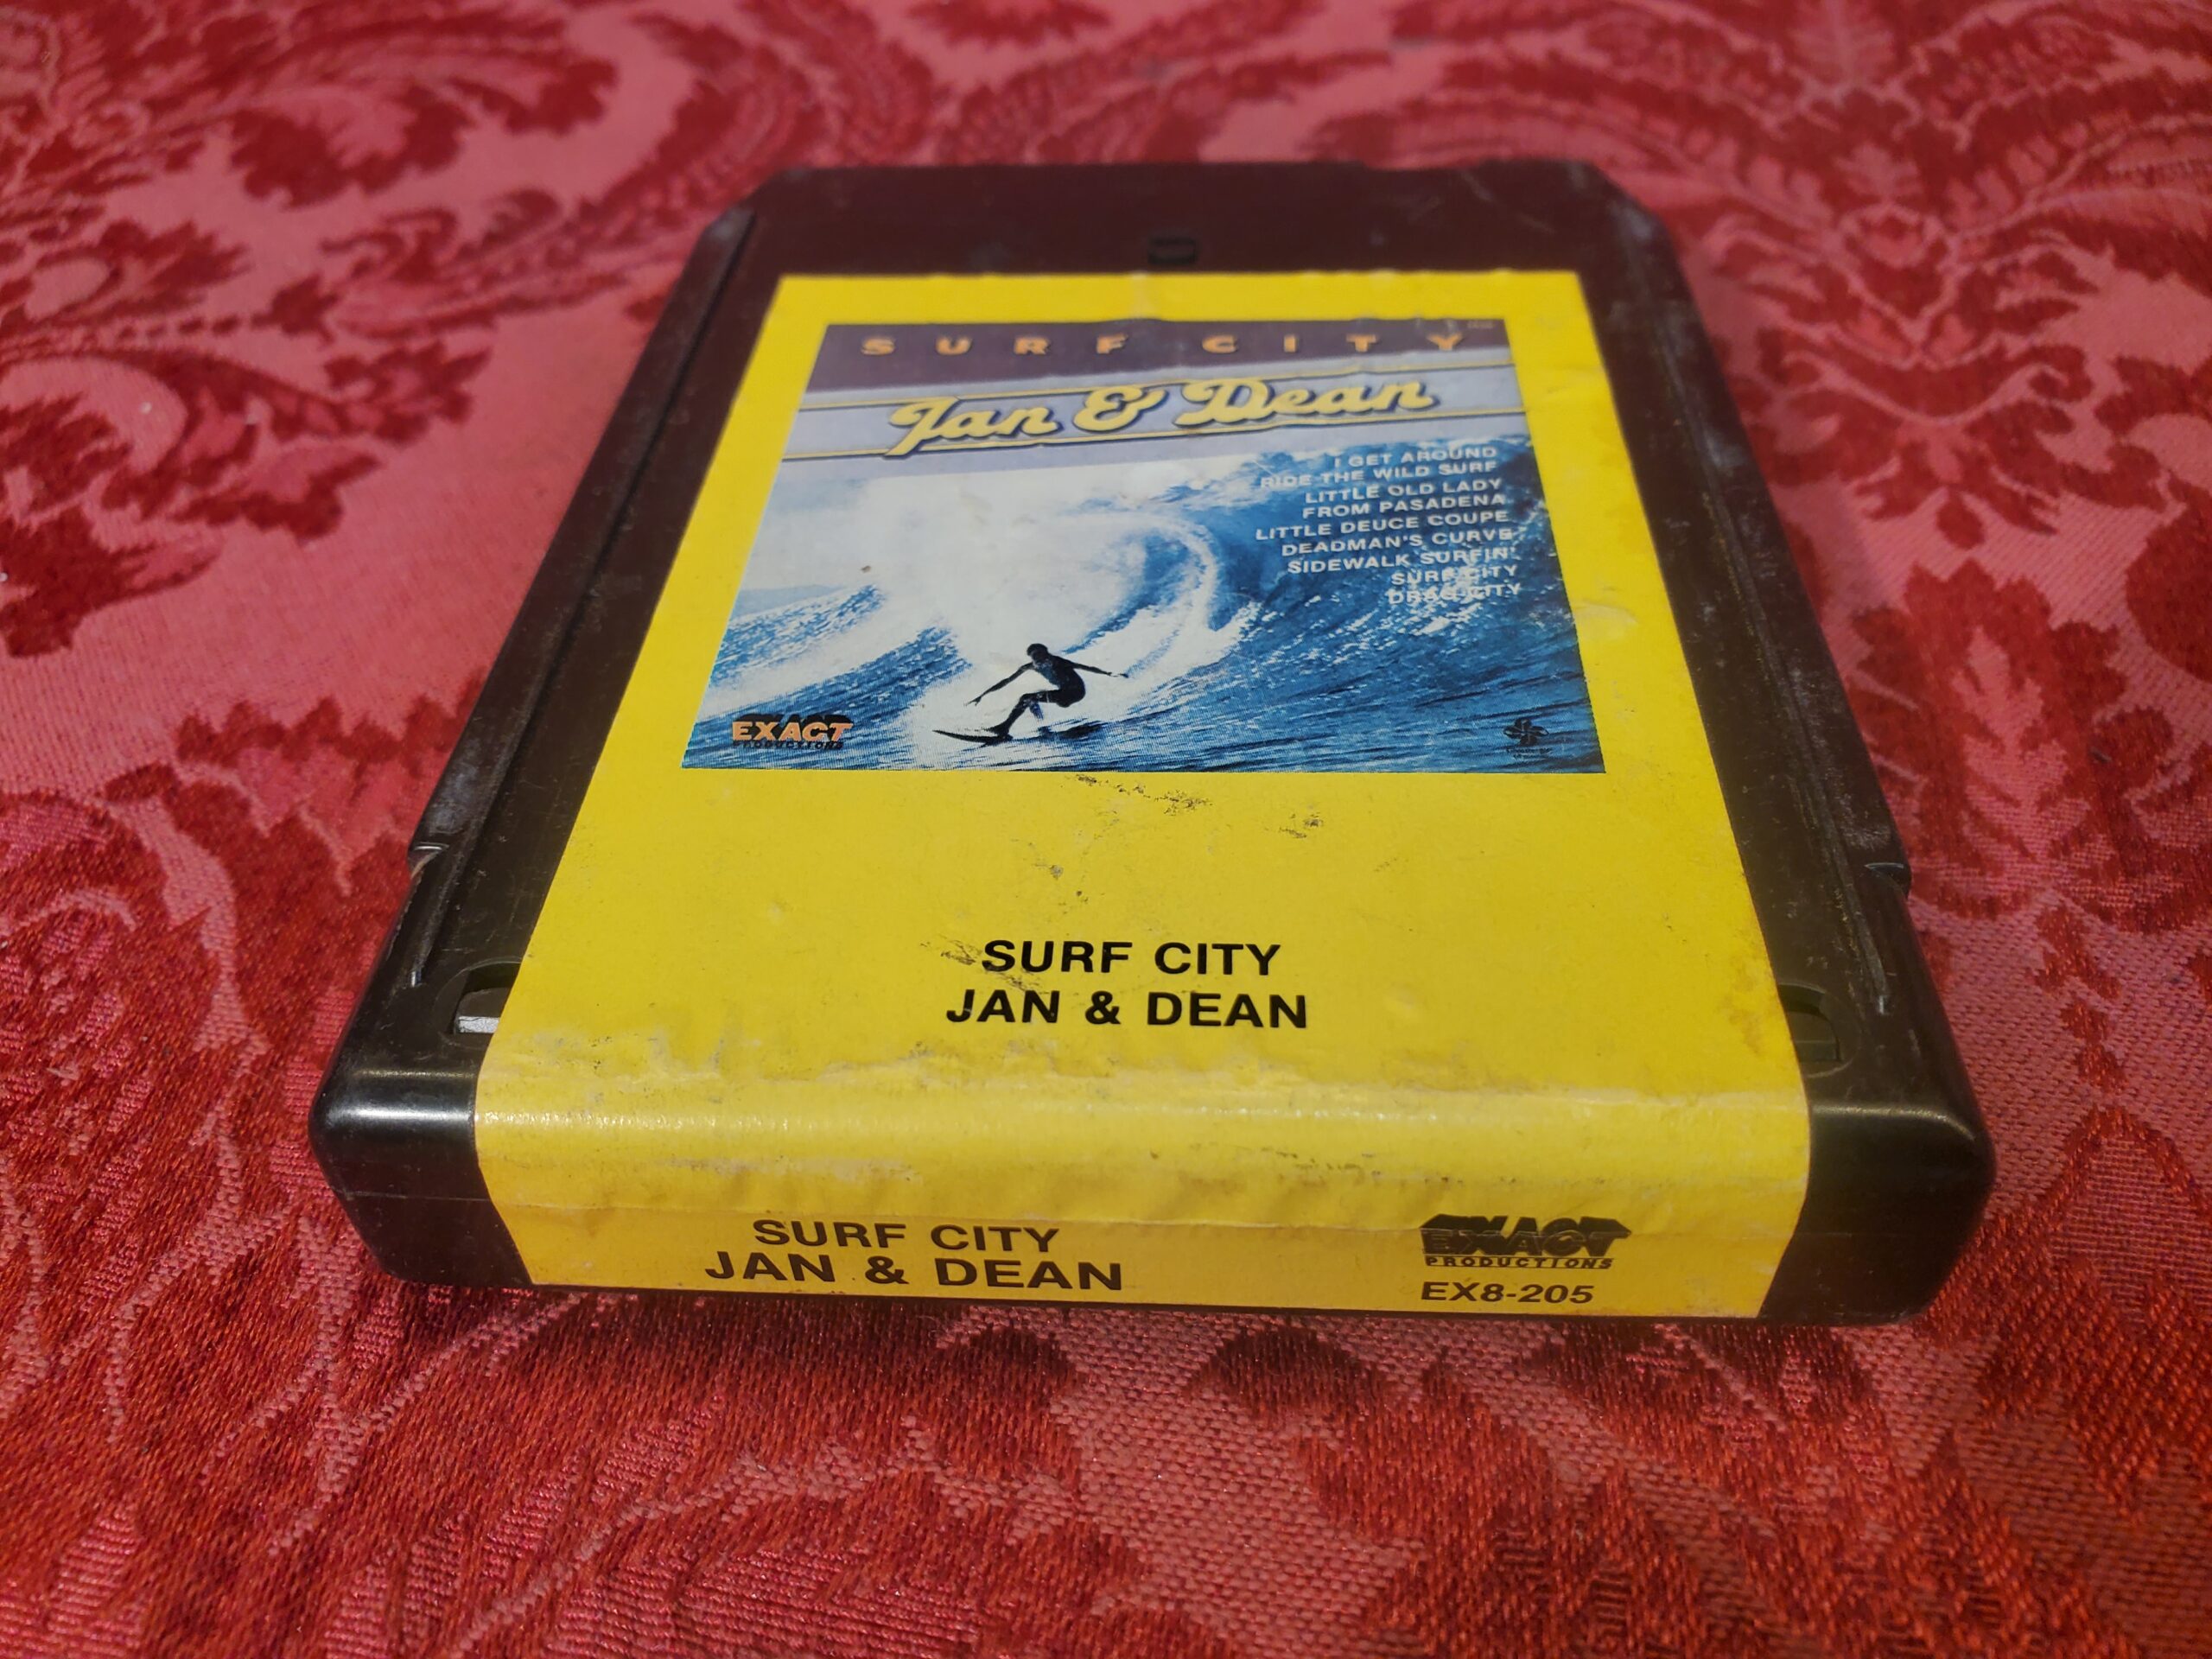 SURF CITY
Jan & Dean
I GET AROUND
RIDE THE WILD SURF
LITTLE OLD LADY
FROM PASADENA
LITTLE DEUCE COUPE
DEADMAN'S CURVE
SIDEWALK SURFIN'
SURF CITY
DRAG CITY
EXACT
PRODUCTIONS
SURF CITY
JAN & DEAN
SURF CITY
JAN & DEAN
EXACT
PRODUCTIONS
EX8-205